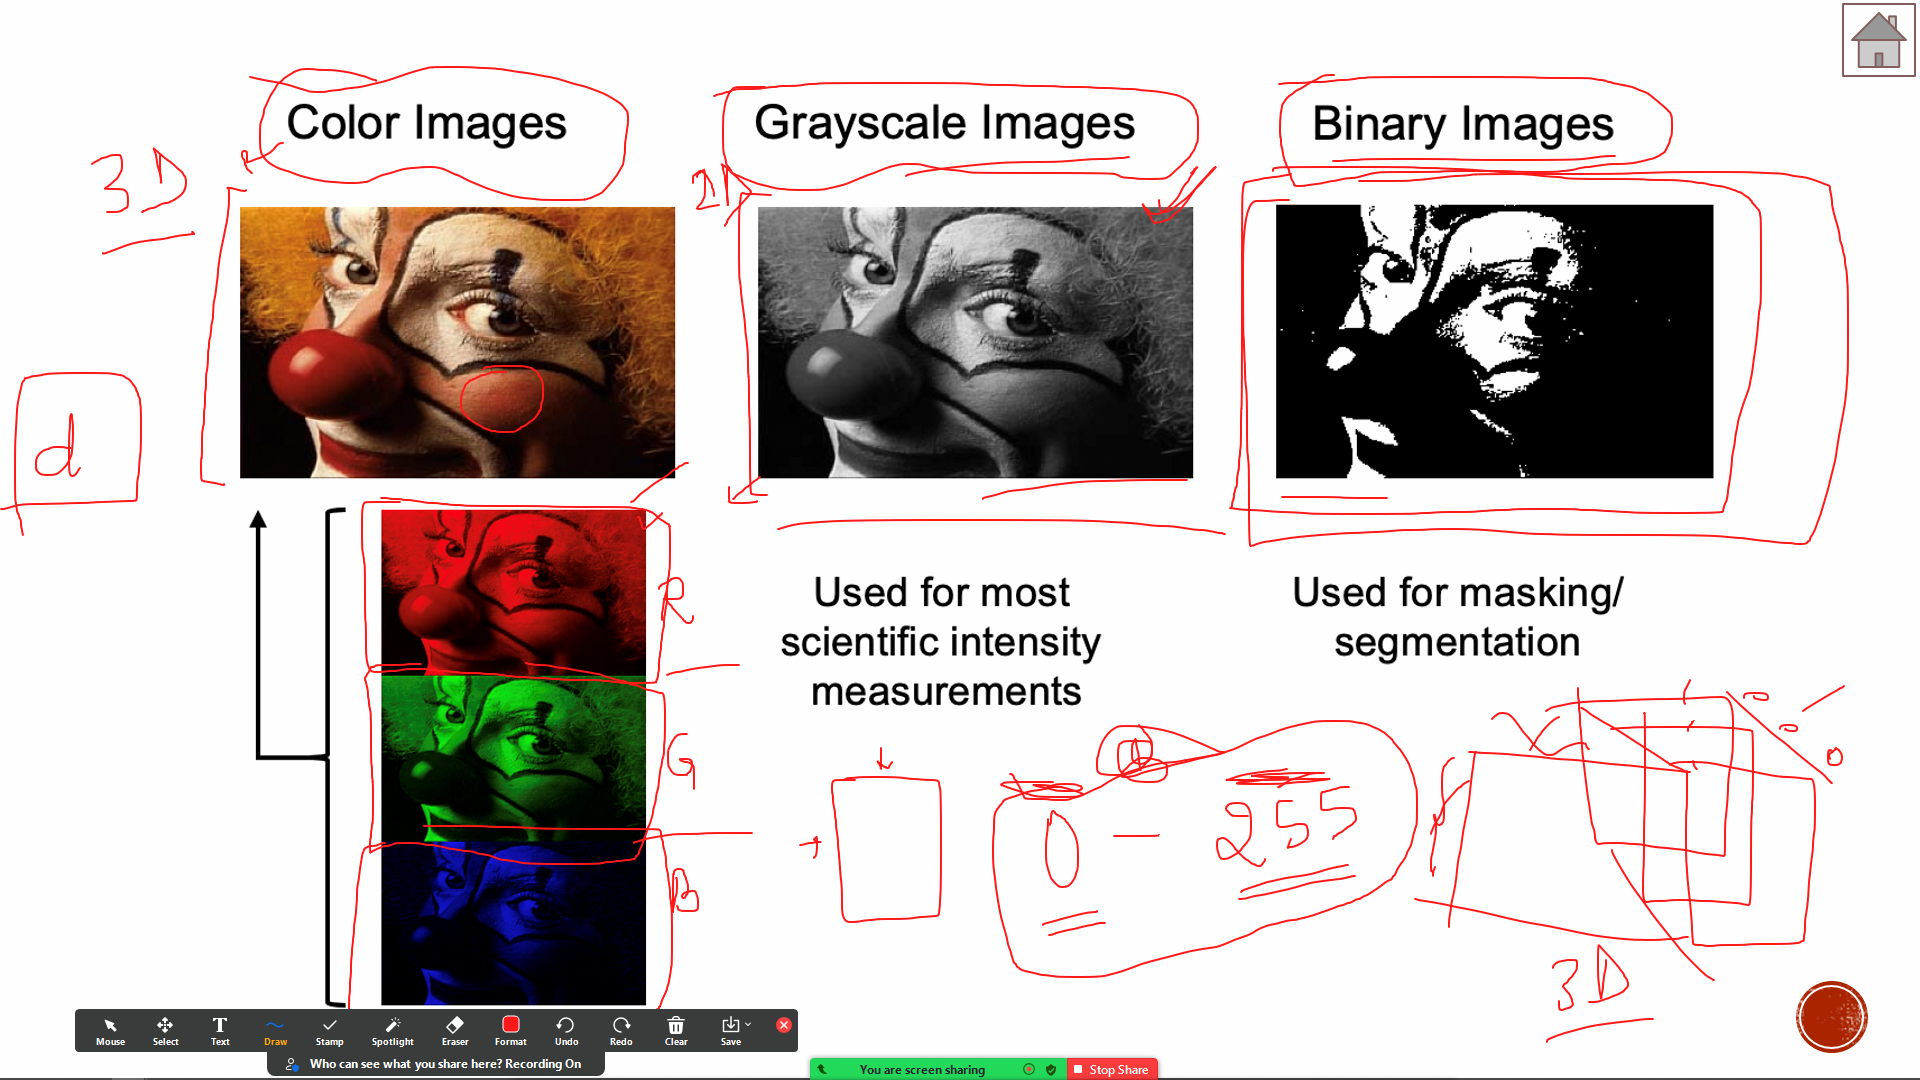 Color Images
Grayscale Images
Binary Images
3D
2D
d
R
Used for most
scientific intensity
measurements
Used for masking/
segmentation
G
0 - 255
B
3D
Mouse
Select
Text
Draw
Stamp
Spotlight
Eraser
Format
Undo
Redo
Clear
Save
Who can see what you share here? Recording On
You are screen sharing
Stop Share